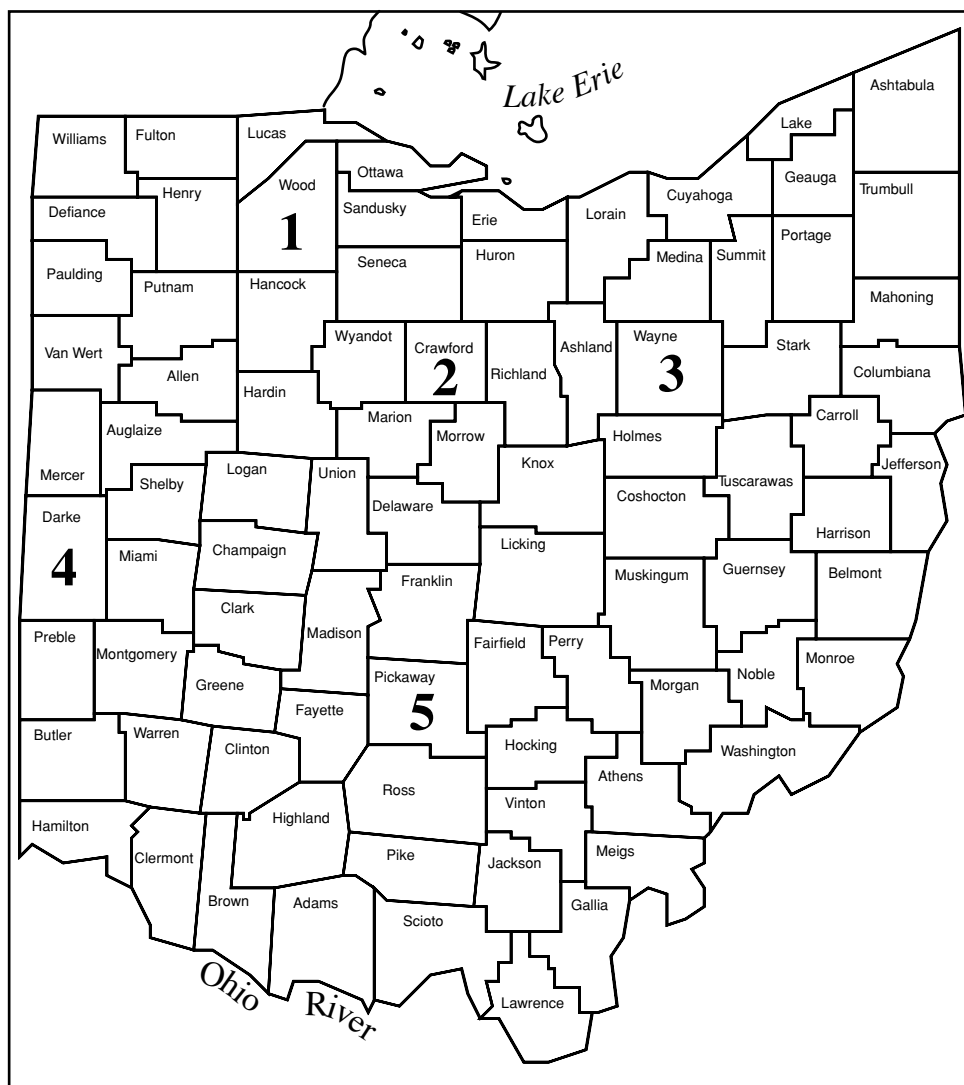 Lake Erie
Ashtabula
Lake
Williams
Fulton
Lucas
Geauga
Ottawa
Wood
Trumbull
Henry
Cuyahoga
Defiance
Sandusky
Erie
Lorain
1
Portage
Paulding
Putnam
Hancock
Seneca
Huron
Medina
Summit
Mahoning
Van Wert
Wyandot
Crawford
Ashland
Wayne
Stark
Allen
2
Richland
3
Columbiana
Hardin
Marion
Morrow
Carroll
Auglaize
Holmes
Mercer
Logan
Union
Knox
Jefferson
Shelby
Tuscarawas
Coshocton
Delaware
Darke
Harrison
4
Miami
Champaign
Licking
Franklin
Muskingum
Guernsey
Belmont
Clark
Preble
Madison
Fairfield
Perry
Montgomery
Monroe
Pickaway
Noble
Greene
Morgan
5
Fayette
Butler
Warren
Clinton
Hocking
Washington
Athens
Ross
Vinton
Hamilton
Highland
Clermont
Pike
Jackson
Meigs
Brown
Adams
Gallia
Scioto
Ohio
River
Lawrence